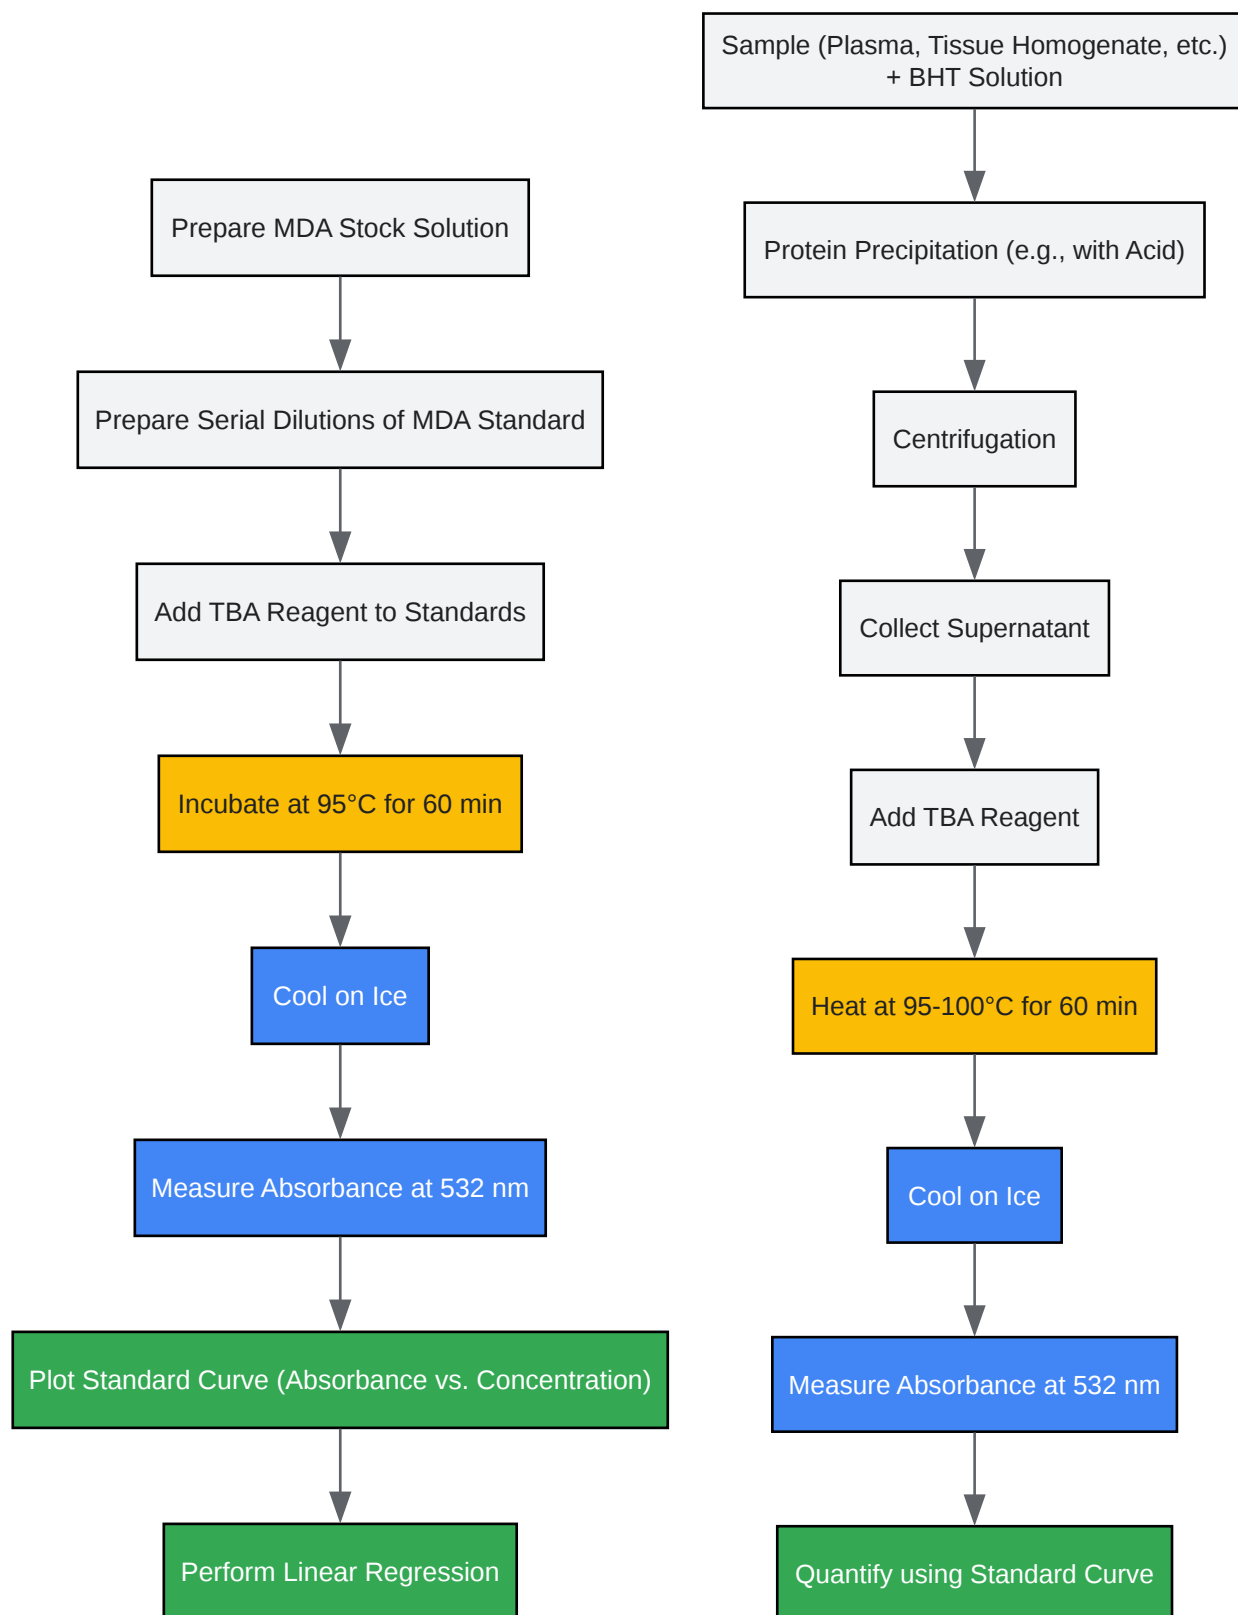 Prepare MDA Stock Solution
Prepare Serial Dilutions of MDA Standard
Add TBA Reagent to Standards
Incubate at 95°C for 60 min
Cool on Ice
Measure Absorbance at 532 nm
Plot Standard Curve (Absorbance vs. Concentration)
Perform Linear Regression
Sample (Plasma, Tissue Homogenate, etc.)
+ BHT Solution
Protein Precipitation (e.g., with Acid)
Centrifugation
Collect Supernatant
Add TBA Reagent
Heat at 95-100°C for 60 min
Cool on Ice
Measure Absorbance at 532 nm
Quantify using Standard Curve